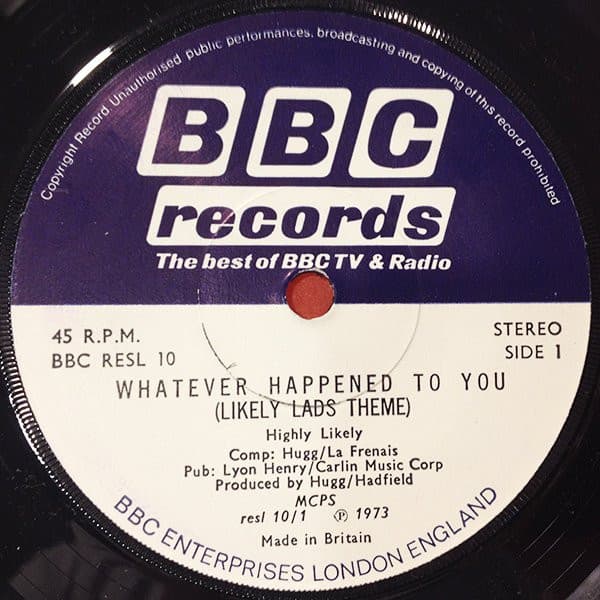 Copyright Record Unauthorised public performances, broadcasting and copying of this record prohibited
BBC
records
The best of BBC TV & Radio
45 R.P.M.
BBC RESL 10
STEREO
SIDE 1
WHATEVER HAPPENED TO YOU
(LIKELY LADS THEME)
Highly Likely
Comp: Hugg/La Frenais
Pub: Lyon Henry/Carlin Music Corp
Produced by Hugg/Hadfield
MCPS
resl 10/1 ℗ 1973
Made in Britain
BBC ENTERPRISES LONDON ENGLAND